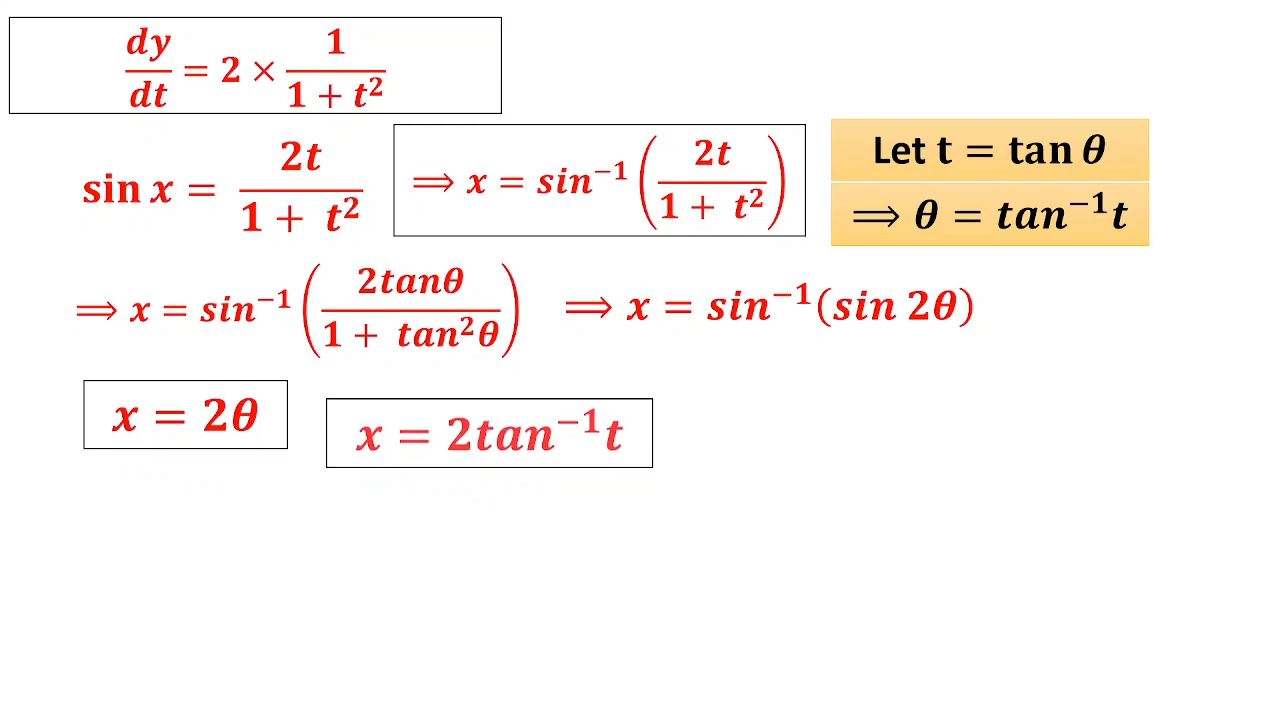 dy/dt = 2 × 1/(1 + t²)
sin x = 2t/(1 + t²)
⟹ x = sin⁻¹(2t/(1 + t²))
Let t = tan θ
⟹ θ = tan⁻¹t
⟹ x = sin⁻¹(2tanθ/(1 + tan²θ))
⟹ x = sin⁻¹(sin 2θ)
x = 2θ
x = 2tan⁻¹t